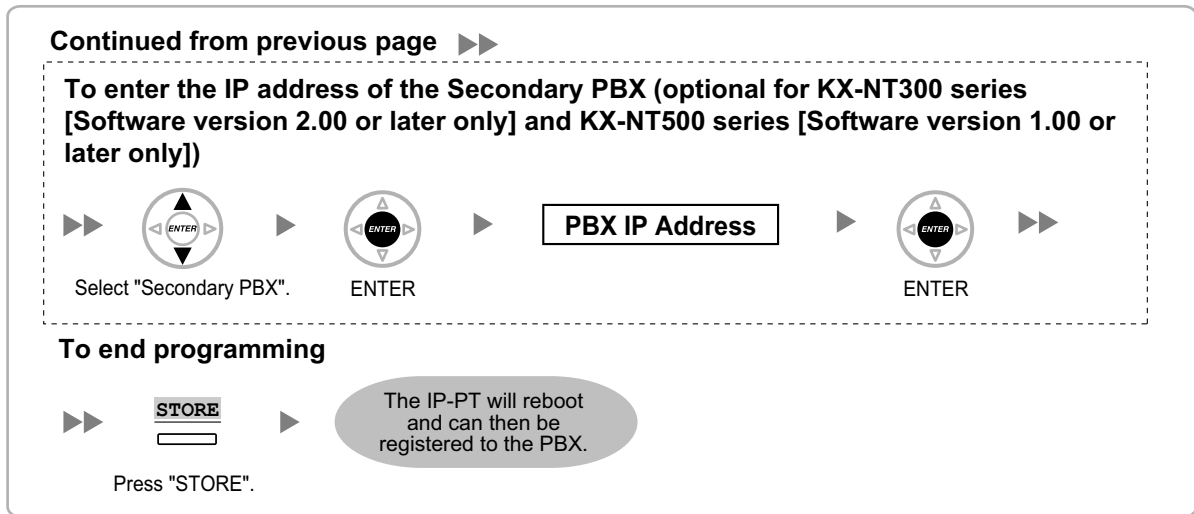 Continued from previous page
To enter the IP address of the Secondary PBX (optional for KX-NT300 series
[Software version 2.00 or later only] and KX-NT500 series [Software version 1.00 or
later only])
ENTER ENTER PBX IP Address ENTER
Select "Secondary PBX". ENTER ENTER
To end programming
STORE
The IP-PT will reboot
and can then be
registered to the PBX.
Press "STORE".